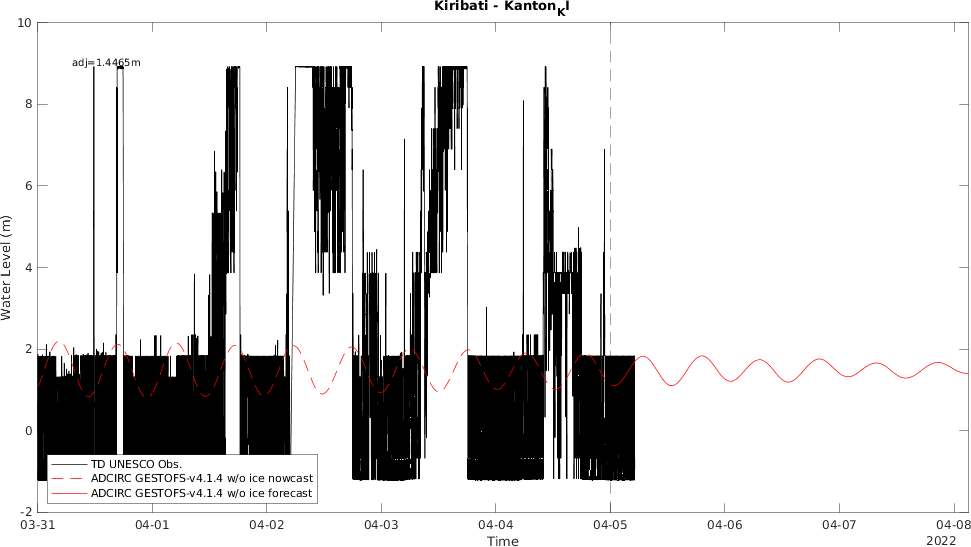 Kiribati - Kanton_KI
adj=1.4465m
10
8
6
4
2
0
-2
Water Level (m)
TD UNESCO Obs.
ADCIRC GESTOFS-v4.1.4 w/o ice nowcast
ADCIRC GESTOFS-v4.1.4 w/o ice forecast
03-31 04-01 04-02 04-03 04-04 04-05 04-06 04-07 04-08
Time 2022